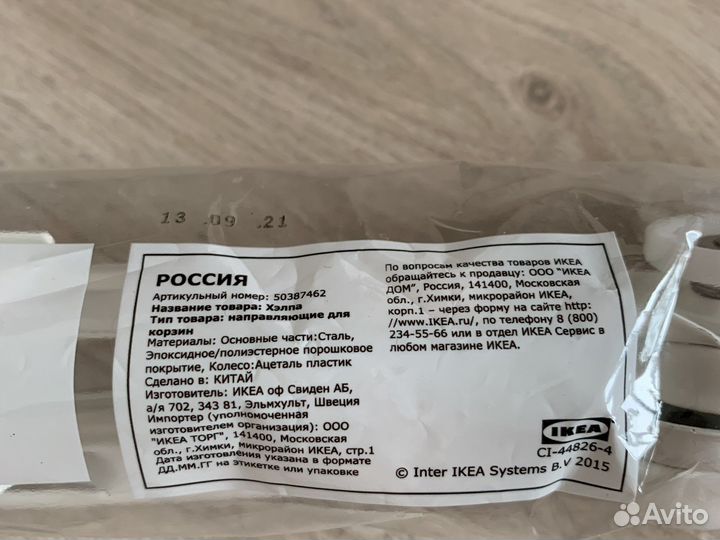 13 .09 .21
РОССИЯ
Артикульный номер: 50387462
Название товара: Хэлпа
Тип товара: направляющие для
корзин
Материалы: Основные части:Сталь,
Эпоксидное/полиэстерное порошковое
покрытие, Колесо:Ацеталь пластик
Сделано в: КИТАЙ
Изготовитель: ИКЕА оф Свиден АБ,
а/я 702, 343 81, Эльмхульт, Швеция
Импортер (уполномоченная
изготовителем организация): ООО
"ИКЕА ТОРГ", 141400, Московская
обл., г.Химки, микрорайон ИКЕА, стр.1
Дата изготовления указана в формате
ДД.ММ.ГГ на этикетке или упаковке
По вопросам качества товаров ИКЕА
обращайтесь к продавцу: ООО "ИКЕА
ДОМ", Россия, 141400, Московская
обл., г.Химки, микрорайон ИКЕА,
корп.1 – через форму на сайте http:
//www.IKEA.ru/, по телефону 8 (800)
234-55-66 или в отдел ИКЕА Сервис в
любом магазине ИКЕА.
IKEA
CI-44826-4
© Inter IKEA Systems B.V 2015
Avito